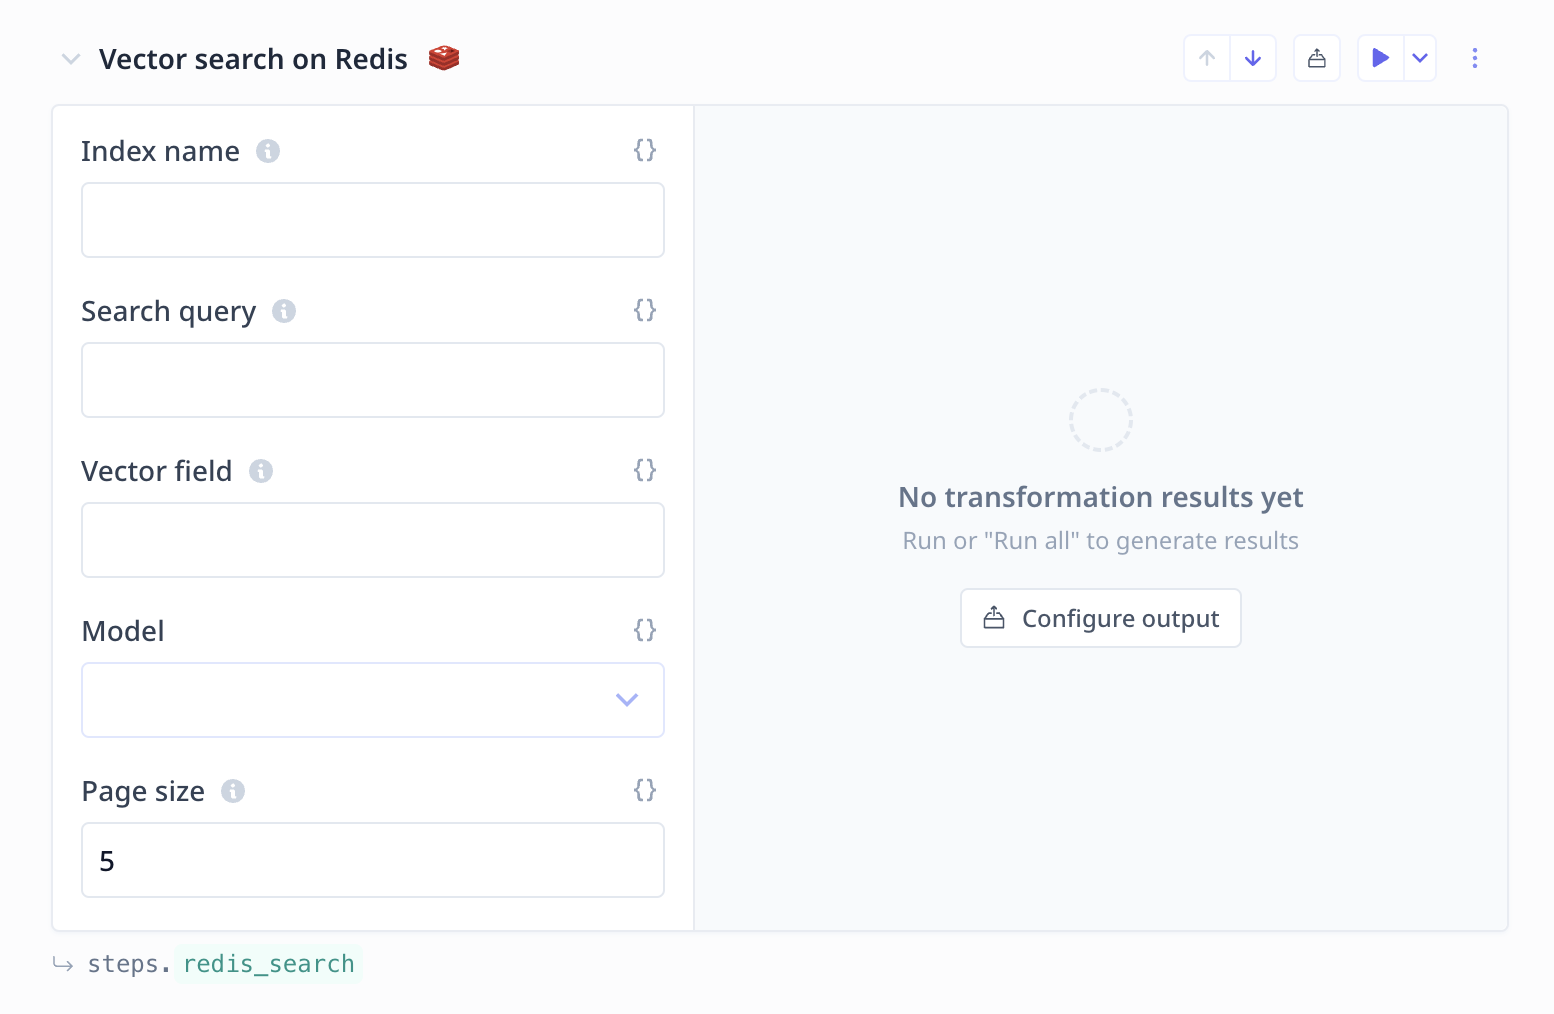 Vector search on Redis
Index name
{}
Search query
{}
Vector field
{}
Model
{}
Page size
{}
5
No transformation results yet
Run or "Run all" to generate results
Configure output
steps.redis_search